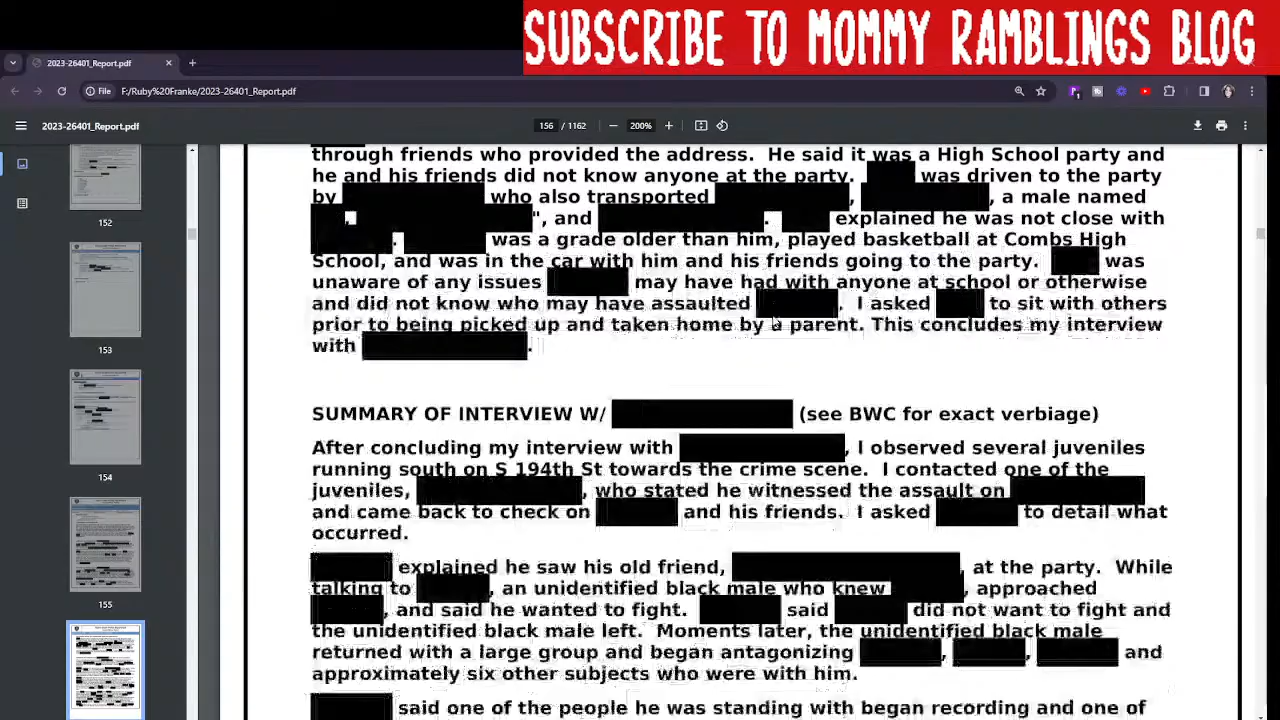 SUBSCRIBE TO MOMMY RAMBLINGS BLOG
2023-26401_Report.pdf
File F:/Ruby%20Franke/2023-26401_Report.pdf
2023-26401_Report.pdf 156 / 1162 200%
through friends who provided the address. He said it was a High School party and
he and his friends did not know anyone at the party. was driven to the party
by who also transported , , a male named
, ", and . explained he was not close with
. was a grade older than him, played basketball at Combs High
School, and was in the car with him and his friends going to the party. was
unaware of any issues may have had with anyone at school or otherwise
and did not know who may have assaulted . I asked to sit with others
prior to being picked up and taken home by a parent. This concludes my interview
with .
SUMMARY OF INTERVIEW W/ (see BWC for exact verbiage)
After concluding my interview with , I observed several juveniles
running south on S 194th St towards the crime scene. I contacted one of the
juveniles, , who stated he witnessed the assault on
and came back to check on and his friends. I asked to detail what
occurred.
explained he saw his old friend, , at the party. While
talking to , an unidentified black male who knew , approached
, and said he wanted to fight. said did not want to fight and
the unidentified black male left. Moments later, the unidentified black male
returned with a large group and began antagonizing , , and
approximately six other subjects who were with him.
said one of the people he was standing with began recording and one of
152
153
154
155